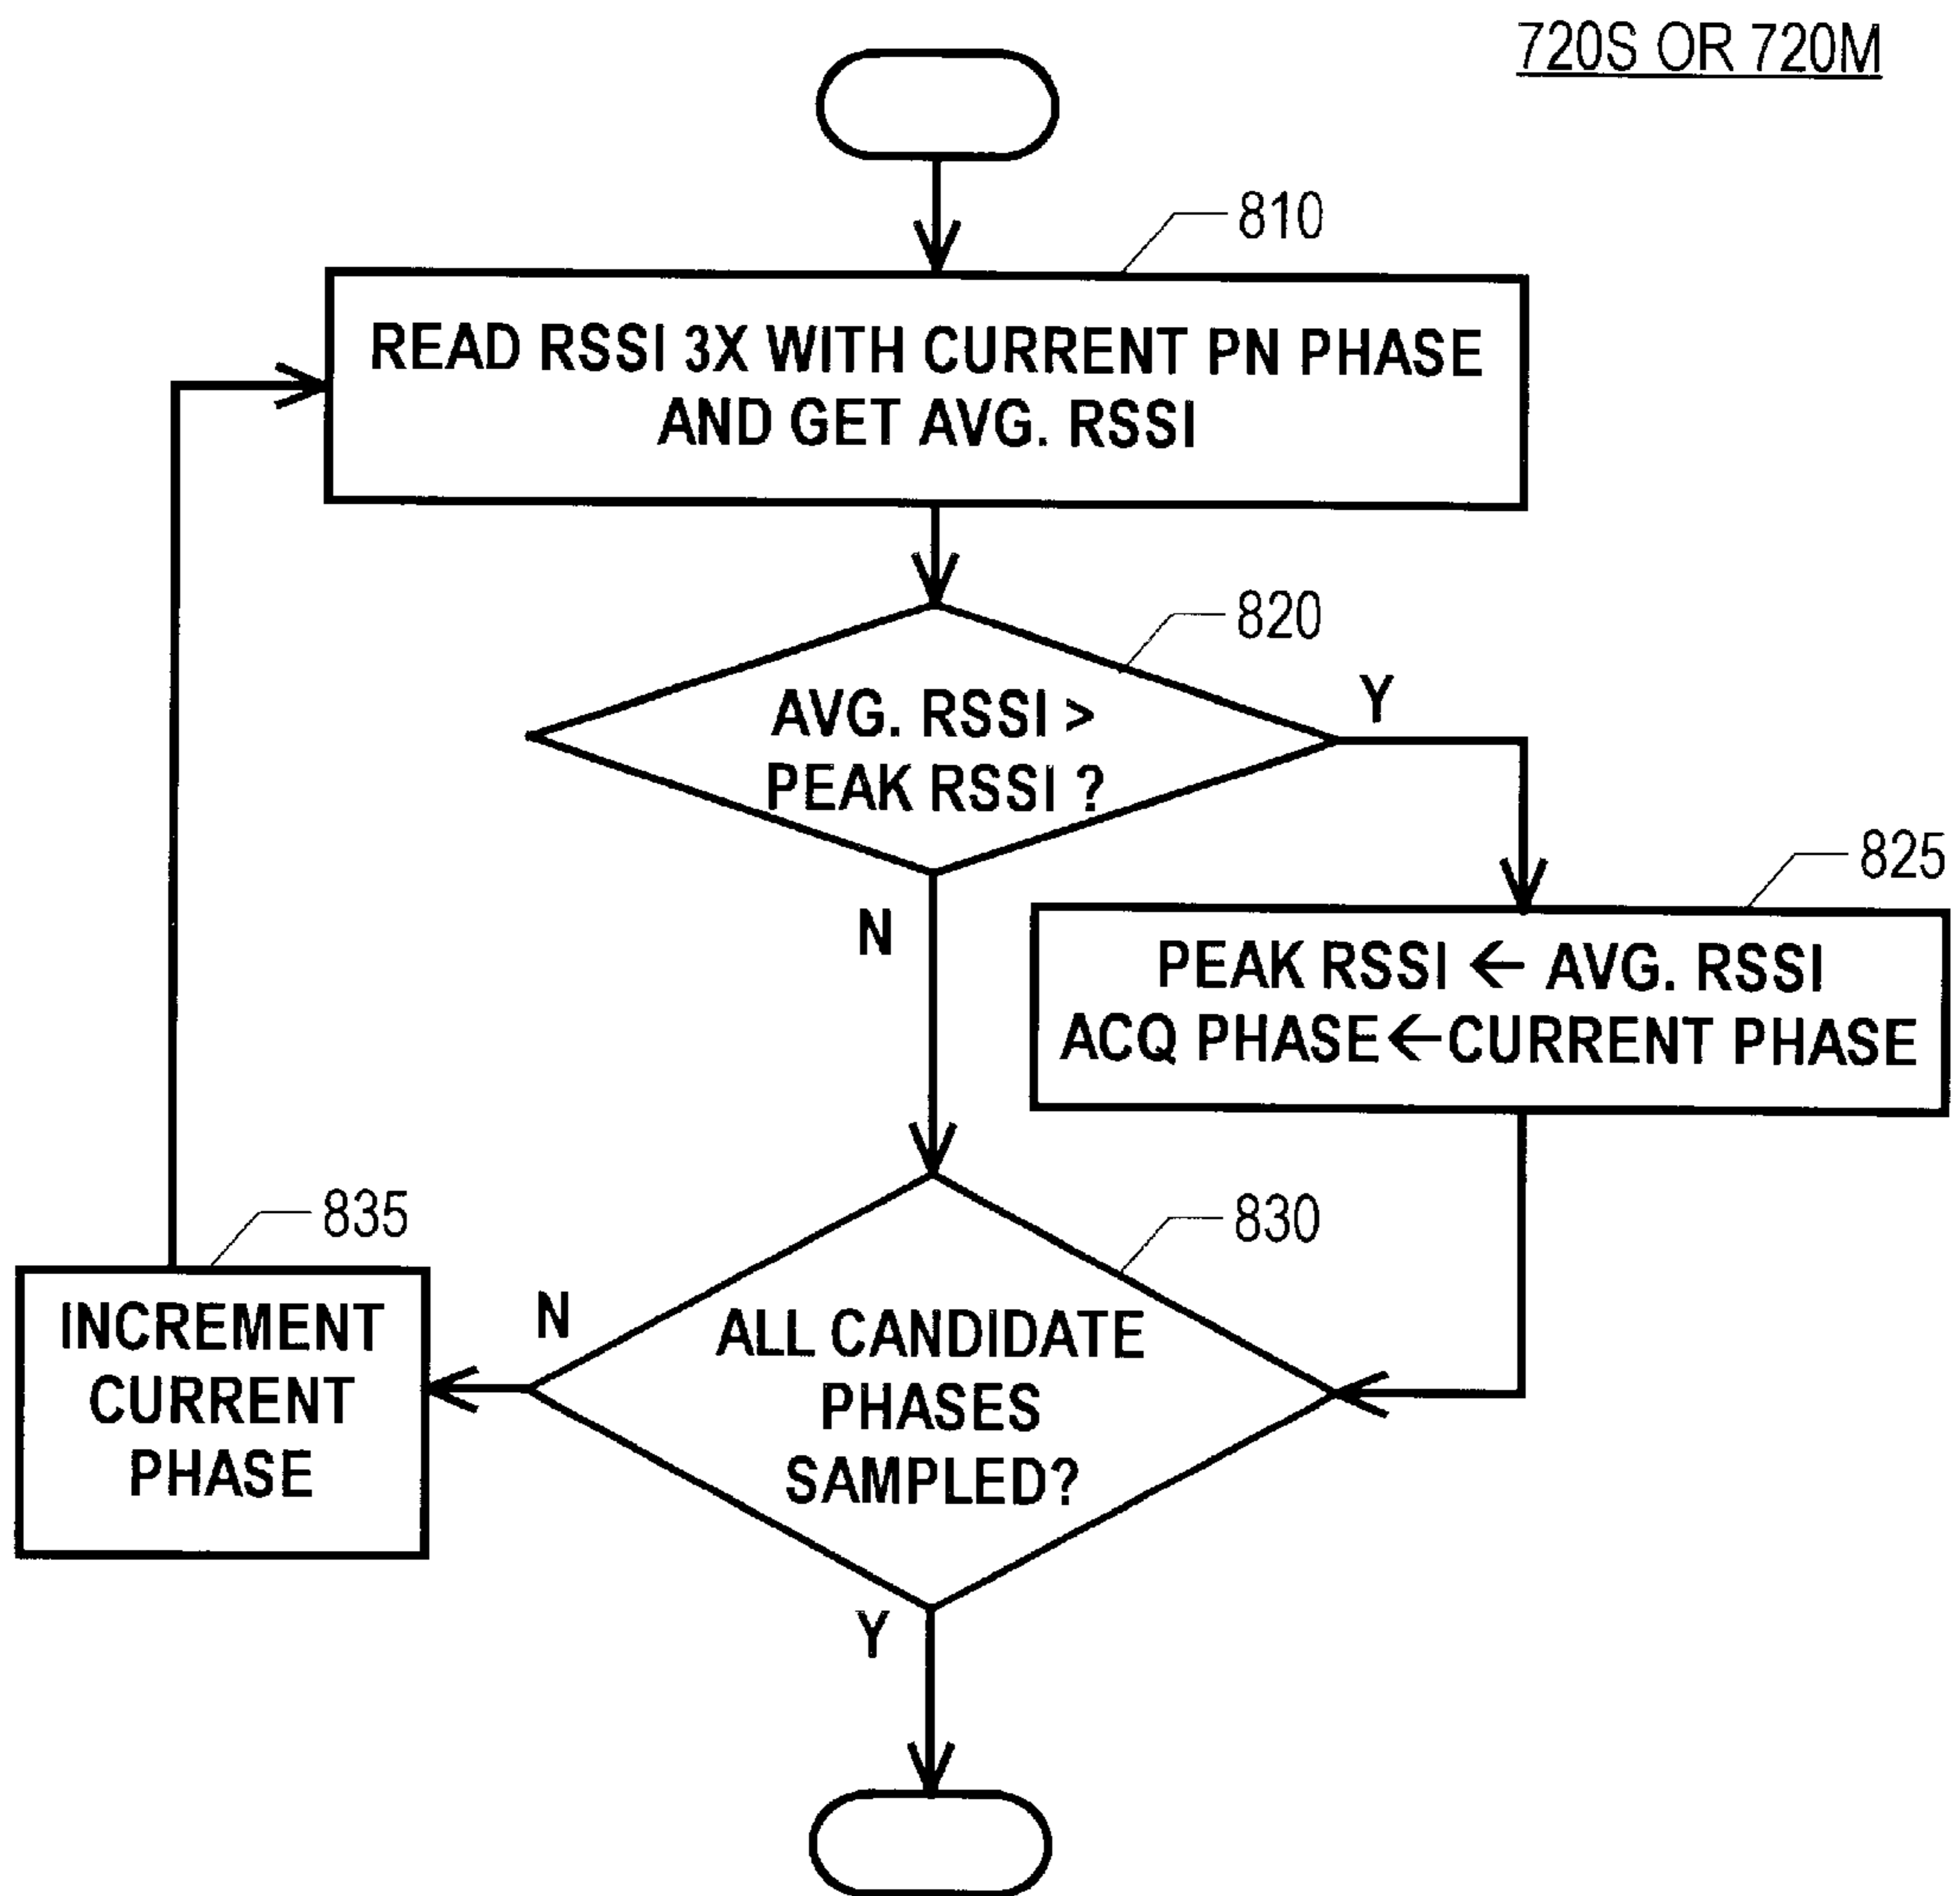 720S OR 720M
810
READ RSSI 3X WITH CURRENT PN PHASE
AND GET AVG. RSSI
820
AVG. RSSI >
PEAK RSSI ?
Y
N
825
PEAK RSSI ← AVG. RSSI
ACQ PHASE←CURRENT PHASE
830
ALL CANDIDATE
PHASES
SAMPLED?
N
835
INCREMENT
CURRENT
PHASE
Y